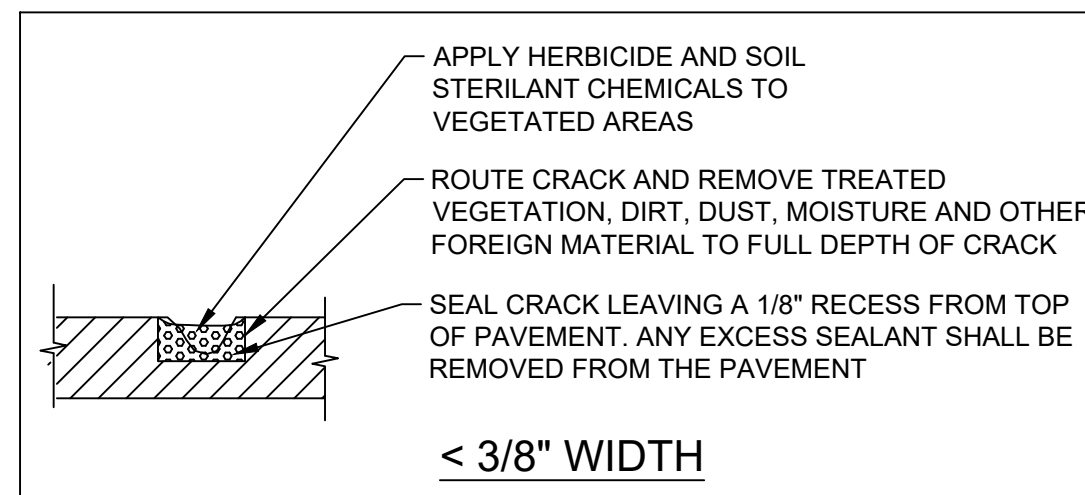 APPLY HERBICIDE AND SOIL
STERILANT CHEMICALS TO
VEGETATED AREAS
ROUTE CRACK AND REMOVE TREATED
VEGETATION, DIRT, DUST, MOISTURE AND OTHER
FOREIGN MATERIAL TO FULL DEPTH OF CRACK
SEAL CRACK LEAVING A 1/8" RECESS FROM TOP
OF PAVEMENT. ANY EXCESS SEALANT SHALL BE
REMOVED FROM THE PAVEMENT
< 3/8" WIDTH